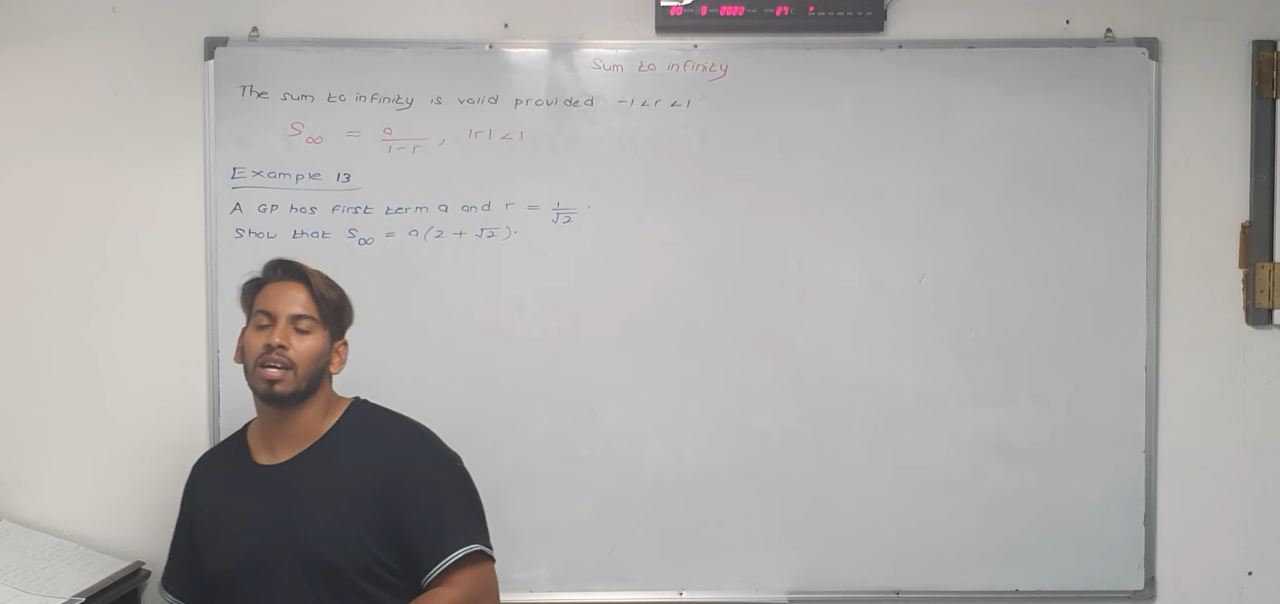 Sum to infinity
The sum to infinity is valid provided -1 < r < 1
S∞ = a/(1-r), |r| < 1
Example 13
A GP has first term a and r = 1/√2.
Show that S∞ = a(2 + √2).